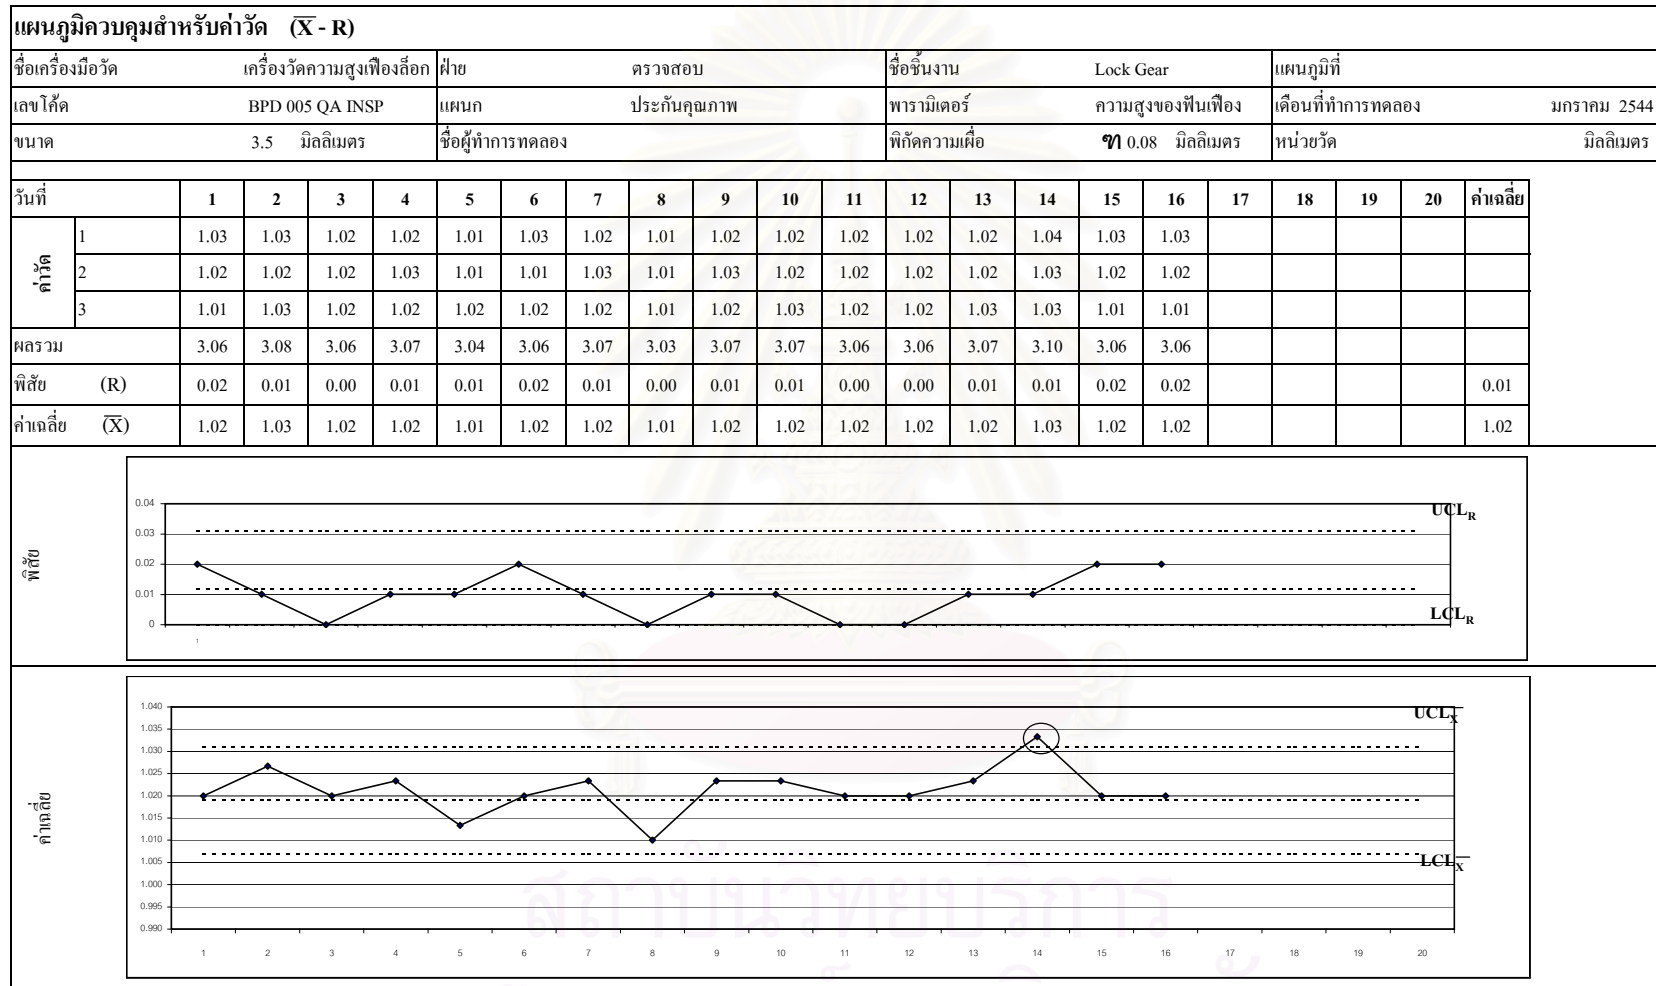 แผนภูมิควบคุมสำหรับค่าวัด (X - R)
ชื่อเครื่องมือวัด เครื่องวัดความสูงเฟืองล็อก ฝ่าย ตรวจสอบ ชื่อชิ้นงาน Lock Gear แผนภูมิที่
เลขโค้ด BPD 005 QA INSP แผนก ประกันคุณภาพ พารามิเตอร์ ความสูงของฟันเฟือง เดือนที่ทำการทดลอง มกราคม 2544
ขนาด 3.5 มิลลิเมตร ชื่อผู้ทำการทดลอง พิกัดความเผื่อ ฑ 0.08 มิลลิเมตร หน่วยวัด มิลลิเมตร
วันที่ 1 2 3 4 5 6 7 8 9 10 11 12 13 14 15 16 17 18 19 20 ค่าเฉลี่ย
ค่าวัด
1 1.03 1.03 1.02 1.02 1.01 1.03 1.02 1.01 1.02 1.02 1.02 1.02 1.02 1.04 1.03 1.03
2 1.02 1.02 1.02 1.03 1.01 1.01 1.03 1.01 1.03 1.02 1.02 1.02 1.02 1.03 1.02 1.02
3 1.01 1.03 1.02 1.02 1.02 1.02 1.02 1.01 1.02 1.03 1.02 1.02 1.03 1.03 1.01 1.01
ผลรวม 3.06 3.08 3.06 3.07 3.04 3.06 3.07 3.03 3.07 3.07 3.06 3.06 3.07 3.10 3.06 3.06
พิสัย (R) 0.02 0.01 0.00 0.01 0.01 0.02 0.01 0.00 0.01 0.01 0.00 0.00 0.01 0.01 0.02 0.02 0.01
ค่าเฉลี่ย (X) 1.02 1.03 1.02 1.02 1.01 1.02 1.02 1.01 1.02 1.02 1.02 1.02 1.02 1.03 1.02 1.02 1.02
พิสัย
0.04
UCLR
0.03
0.02
0.01
LCLR
0
1
ค่าเฉลี่ย
1.040
UCLX
1.035
1.030
1.025
1.020
1.015
1.010
1.005
LCLX
1.000
0.995
0.990
1 2 3 4 5 6 7 8 9 10 11 12 13 14 15 16 17 18 19 20
สถาบันวิทยบริการ